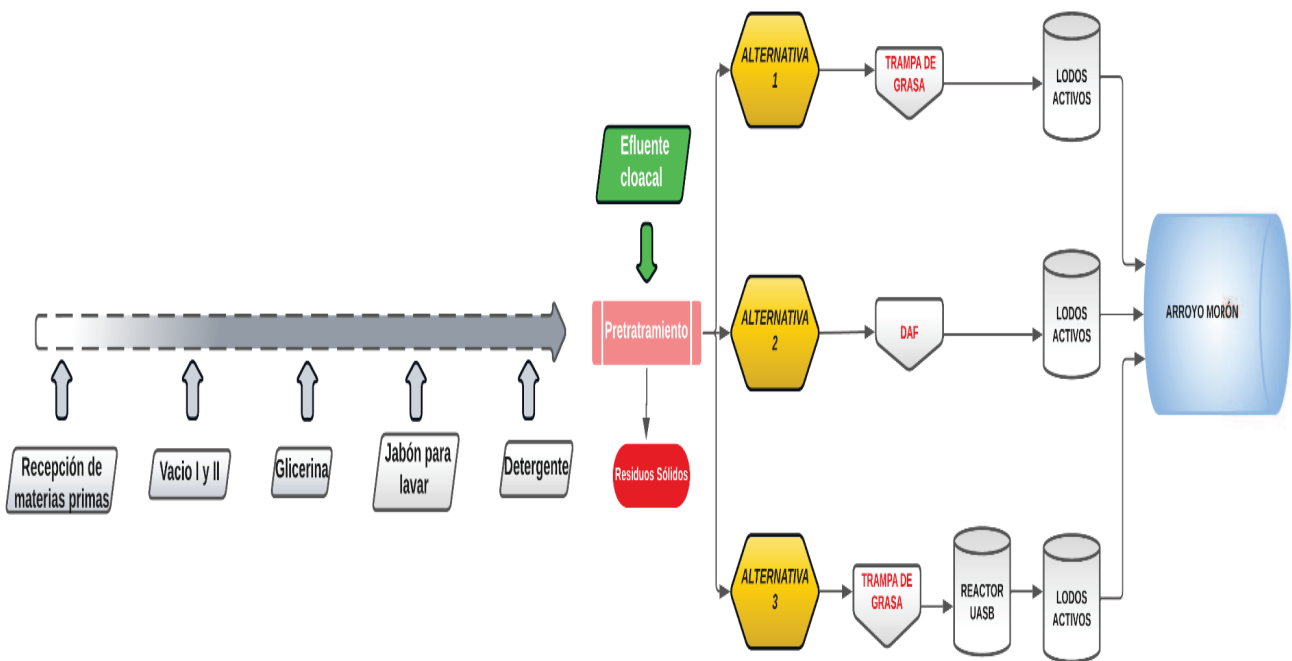 Recepción de
materias primas
Vacio I y II
Glicerina
Jabón para
lavar
Detergente
Efluente
cloacal
Pretratramiento
Residuos Sólidos
ALTERNATIVA
1
TRAMPA DE
GRASA
LODOS
ACTIVOS
ALTERNATIVA
2
DAF
LODOS
ACTIVOS
ALTERNATIVA
3
TRAMPA DE
GRASA
REACTOR
UASB
LODOS
ACTIVOS
ARROYO MORÓN